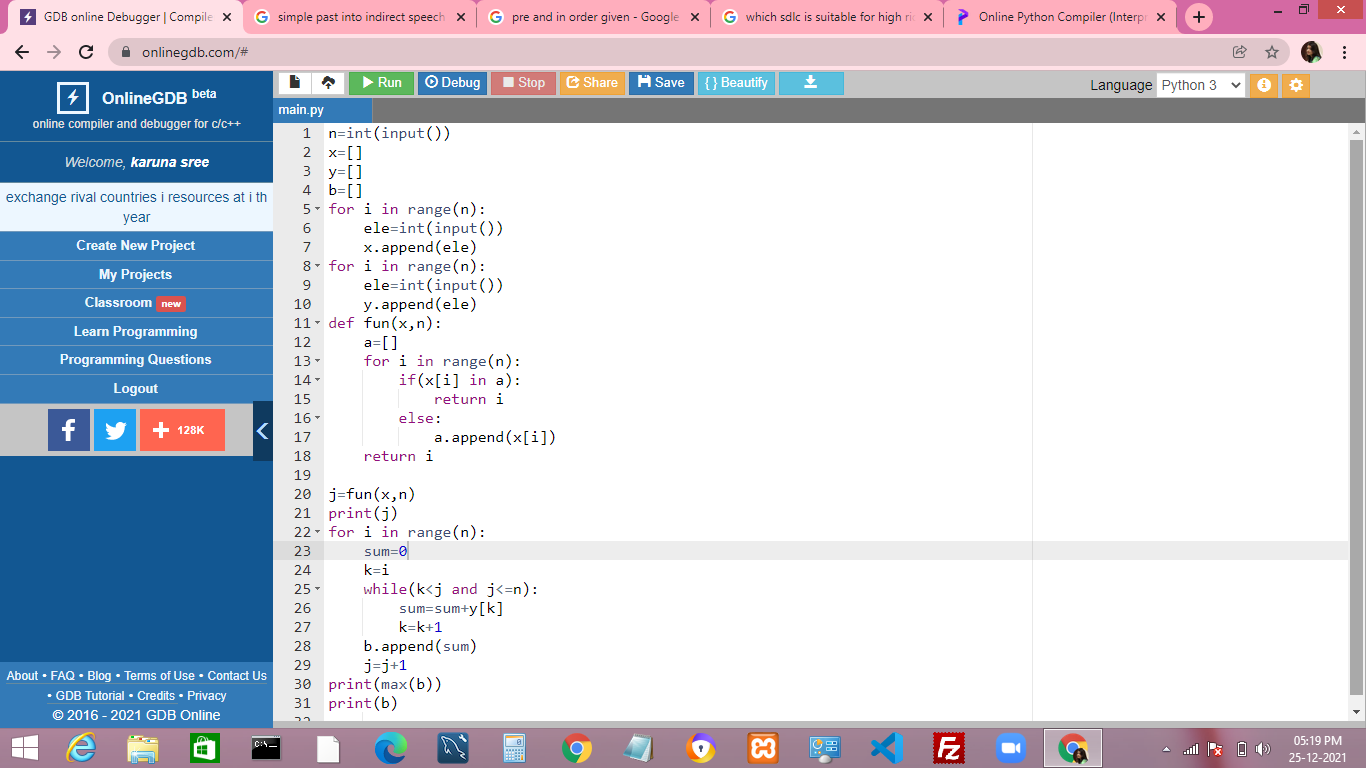 GDB online Debugger | Compile
simple past into indirect speech
pre and in order given - Google
which sdlc is suitable for high ri
Online Python Compiler (Interp
onlinegdb.com/#
OnlineGDB beta
online compiler and debugger for c/c++
Welcome, karuna sree
exchange rival countries i resources at i th
year
Create New Project
My Projects
Classroom new
Learn Programming
Programming Questions
Logout
128K
About • FAQ • Blog • Terms of Use • Contact Us
• GDB Tutorial • Credits • Privacy
© 2016 - 2021 GDB Online
Run Debug Stop Share Save { } Beautify
Language Python 3
main.py
1 n=int(input())
2 x=[]
3 y=[]
4 b=[]
5 for i in range(n):
6     ele=int(input())
7     x.append(ele)
8 for i in range(n):
9     ele=int(input())
10     y.append(ele)
11 def fun(x,n):
12     a=[]
13     for i in range(n):
14         if(x[i] in a):
15             return i
16         else:
17             a.append(x[i])
18     return i
19
20 j=fun(x,n)
21 print(j)
22 for i in range(n):
23     sum=0
24     k=i
25     while(k<j and j<=n):
26         sum=sum+y[k]
27         k=k+1
28     b.append(sum)
29     j=j+1
30 print(max(b))
31 print(b)
32
05:19 PM
25-12-2021